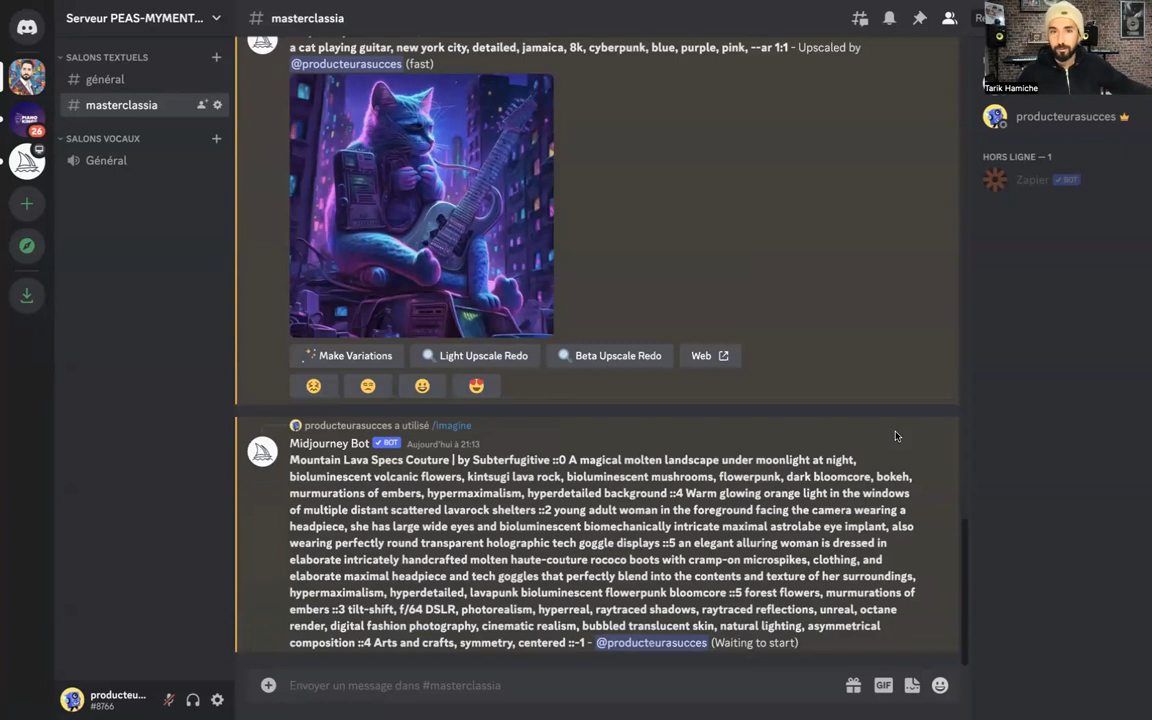 Serveur PEAS-MYMENT...
masterclassia
SALONS TEXTUELS
général
masterclassia
SALONS VOCAUX
Général
26
a cat playing guitar, new york city, detailed, jamaica, 8k, cyberpunk, blue, purple, pink, --ar 1:1 - Upscaled by
@producteurasucces (fast)
Make Variations
Light Upscale Redo
Beta Upscale Redo
Web
producteurasucces a utilisé /imagine
Midjourney Bot BOT Aujourd'hui à 21:13
Mountain Lava Specs Couture | by Subterfugitive ::0 A magical molten landscape under moonlight at night,
bioluminescent volcanic flowers, kintsugi lava rock, bioluminescent mushrooms, flowerpunk, dark bloomcore, bokeh,
murmurations of embers, hypermaximalism, hyperdetailed background ::4 Warm glowing orange light in the windows
of multiple distant scattered lavarock shelters ::2 young adult woman in the foreground facing the camera wearing a
headpiece, she has large wide eyes and bioluminescent biomechanically intricate maximal astrolabe eye implant, also
wearing perfectly round transparent holographic tech goggle displays ::5 an elegant alluring woman is dressed in
elaborate intricately handcrafted molten haute-couture rococo boots with cramp-on microspikes, clothing, and
elaborate maximal headpiece and tech goggles that perfectly blend into the contents and texture of her surroundings,
hypermaximalism, hyperdetailed, lavapunk bioluminescent flowerpunk bloomcore ::5 forest flowers, murmurations of
embers ::3 tilt-shift, f/64 DSLR, photorealism, hyperreal, raytraced shadows, raytraced reflections, unreal, octane
render, digital fashion photography, cinematic realism, bubbled translucent skin, natural lighting, asymmetrical
composition ::4 Arts and crafts, symmetry, centered ::-1 - @producteurasucces (Waiting to start)
Envoyer un message dans #masterclassia
GIF
producteu...
#8766
Tarik Hamiche
producteurasucces
HORS LIGNE — 1
Zapier BOT